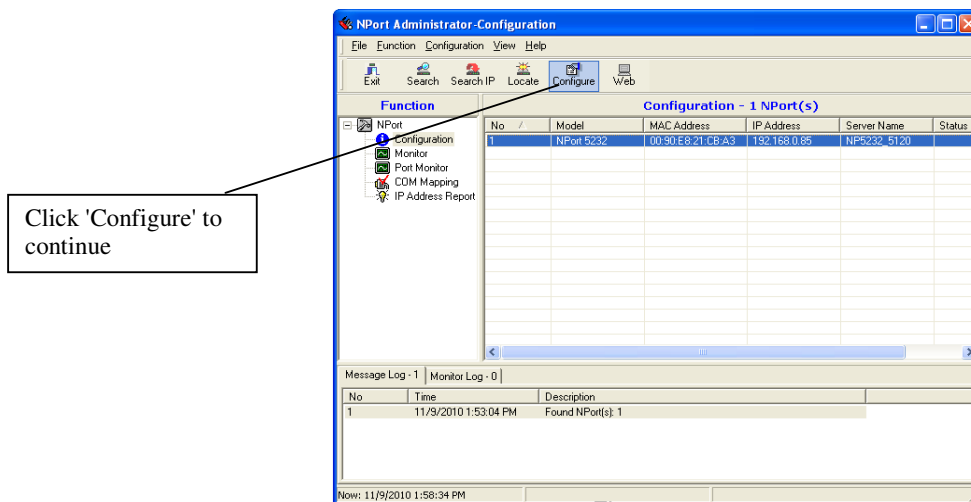 NPort Administrator-Configuration
File Function Configuration View Help
Exit Search Search IP Locate Configure Web
Function
Configuration - 1 NPort(s)
NPort
Configuration
Monitor
Port Monitor
COM Mapping
IP Address Report
No Model MAC Address IP Address Server Name Status
1 NPort 5232 00:90:E8:21:CB:A3 192.168.0.85 NP5232_5120
Click 'Configure' to
continue
Message Log - 1 Monitor Log - 0
No Time Description
1 11/9/2010 1:53:04 PM Found NPort(s): 1
Now: 11/9/2010 1:58:34 PM